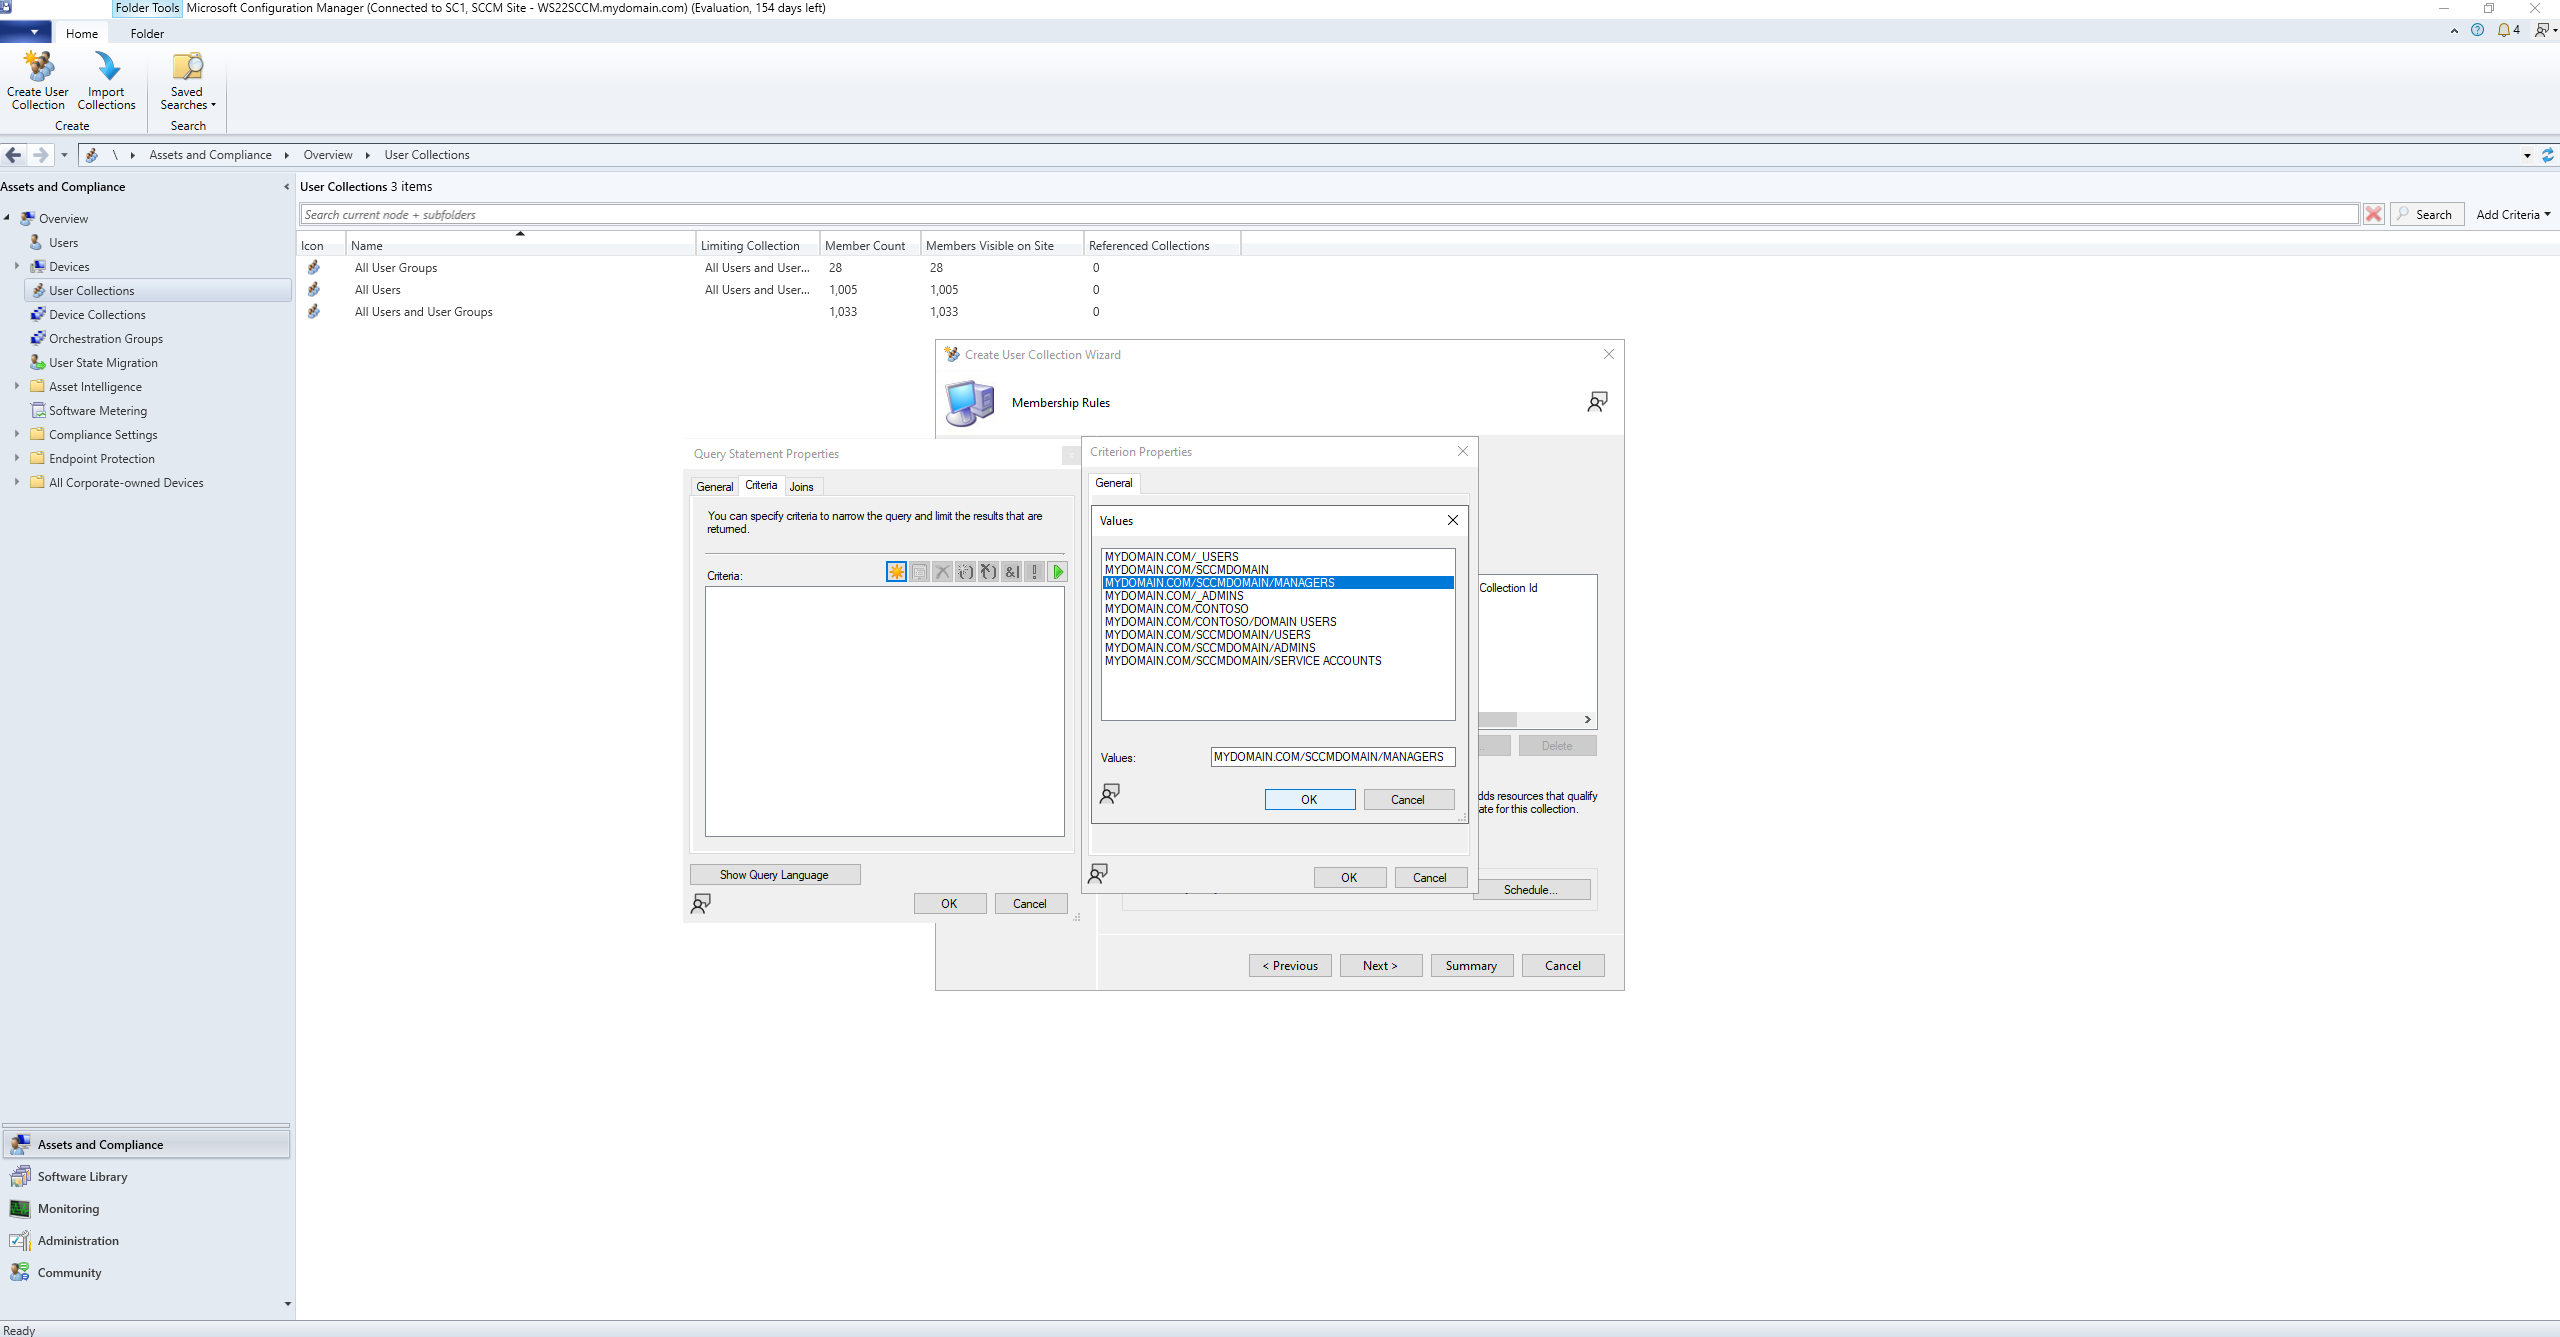 Folder Tools Microsoft Configuration Manager (Connected to SC1, SCCM Site - WS22SCCM.mydomain.com) (Evaluation, 154 days left)
Home Folder
4
Create User Collection
Import Collections
Saved Searches
Create
Search
\ Assets and Compliance Overview User Collections
Assets and Compliance
Overview
Users
Devices
User Collections
Device Collections
Orchestration Groups
User State Migration
Asset Intelligence
Software Metering
Compliance Settings
Endpoint Protection
All Corporate-owned Devices
Assets and Compliance
Software Library
Monitoring
Administration
Community
User Collections 3 items
Search current node + subfolders
Search
Add Criteria
Icon Name Limiting Collection Member Count Members Visible on Site Referenced Collections
All User Groups All Users and User... 28 28 0
All Users All Users and User... 1,005 1,005 0
All Users and User Groups 1,033 1,033 0
Create User Collection Wizard
Membership Rules
Collection Id
Delete
dds resources that qualify
ate for this collection.
Schedule...
< Previous Next > Summary Cancel
Query Statement Properties
General Criteria Joins
You can specify criteria to narrow the query and limit the results that are
returned.
Criteria:
&|
!
Show Query Language
OK Cancel
Criterion Properties
General
Values
MYDOMAIN.COM/_USERS
MYDOMAIN.COM/SCCMDOMAIN
MYDOMAIN.COM/SCCMDOMAIN/MANAGERS
MYDOMAIN.COM/_ADMINS
MYDOMAIN.COM/CONTOSO
MYDOMAIN.COM/CONTOSO/DOMAIN USERS
MYDOMAIN.COM/SCCMDOMAIN/USERS
MYDOMAIN.COM/SCCMDOMAIN/ADMINS
MYDOMAIN.COM/SCCMDOMAIN/SERVICE ACCOUNTS
Values: MYDOMAIN.COM/SCCMDOMAIN/MANAGERS
OK Cancel
OK Cancel
Ready